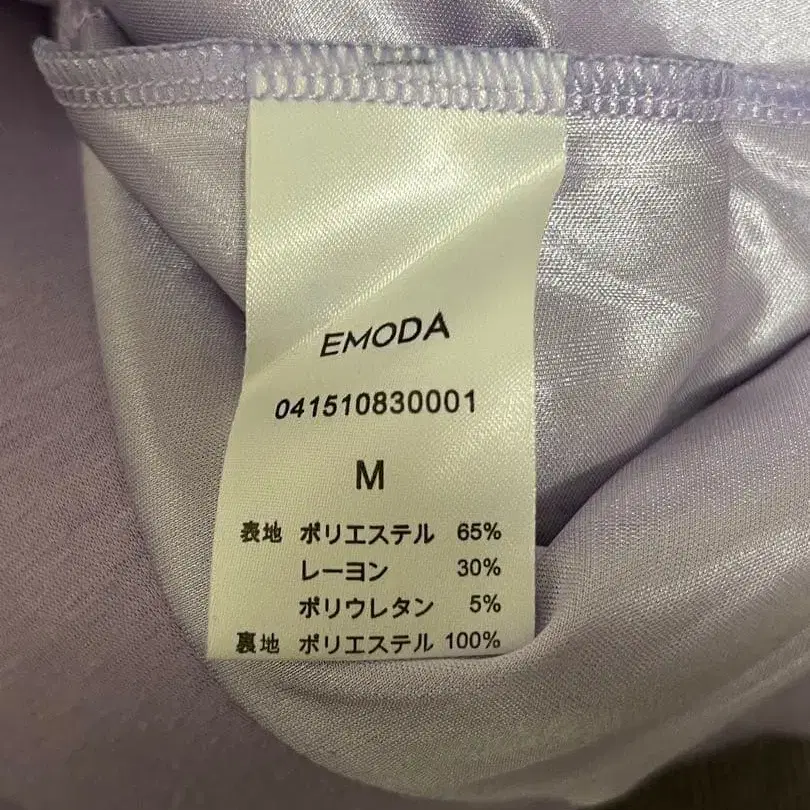 EMODA
041510830001
M
表地 ポリエステル 65%
レーヨン 30%
ポリウレタン 5%
裏地 ポリエステル 100%